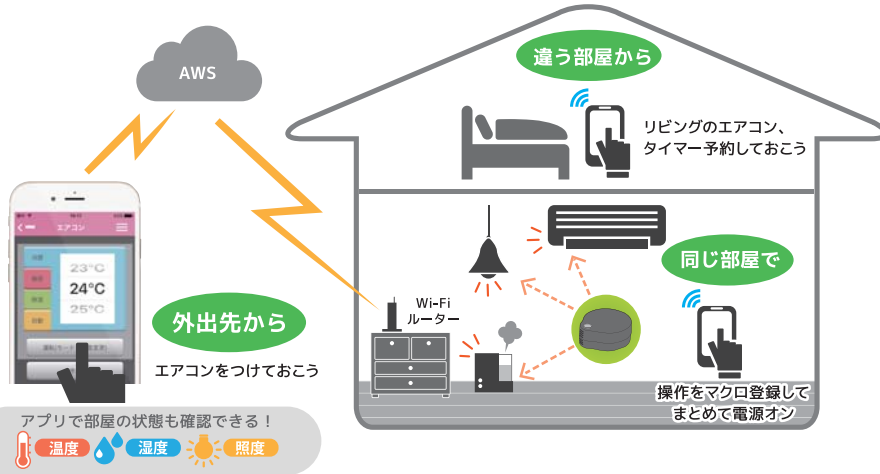 AWS
違う部屋から
リビングのエアコン、
タイマー予約しておこう
エアコン
23°C
24°C
25°C
外出先から
エアコンをつけておこう
Wi-Fi
ルーター
同じ部屋で
操作をマクロ登録して
まとめて電源オン
アプリで部屋の状態も確認できる！
温度
湿度
照度